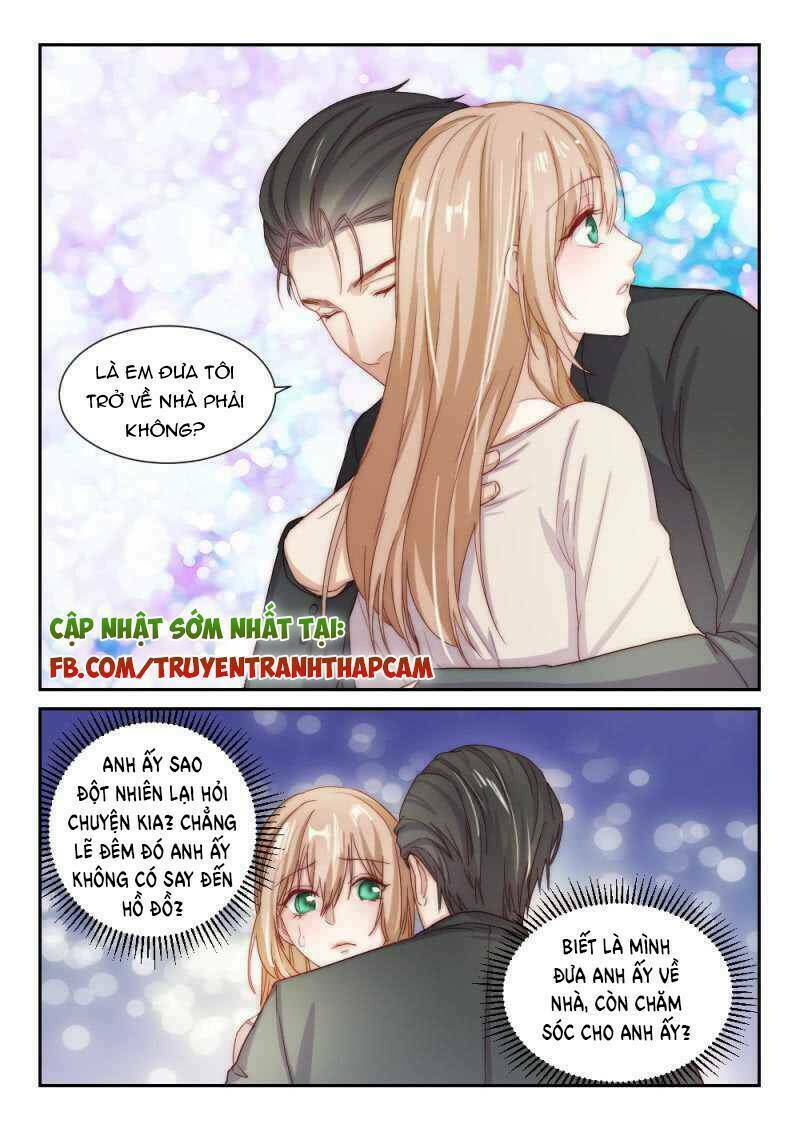 LÀ EM ĐƯA TÔI
TRỞ VỀ NHÀ PHẢI
KHÔNG?
CẬP NHẬT SỚM NHẤT TẠI:
FB.COM/TRUYENTRANHTHAPCAM
ANH ẤY SAO
ĐỘT NHIÊN LẠI HỎI
CHUYỆN KIA? CHẲNG
LẼ ĐÊM ĐÓ ANH ẤY
KHÔNG CÓ SAY ĐẾN
HỒ ĐỒ?
BIẾT LÀ MÌNH
ĐƯA ANH ẤY VỀ
NHÀ, CÒN CHĂM
SÓC CHO ANH ẤY?